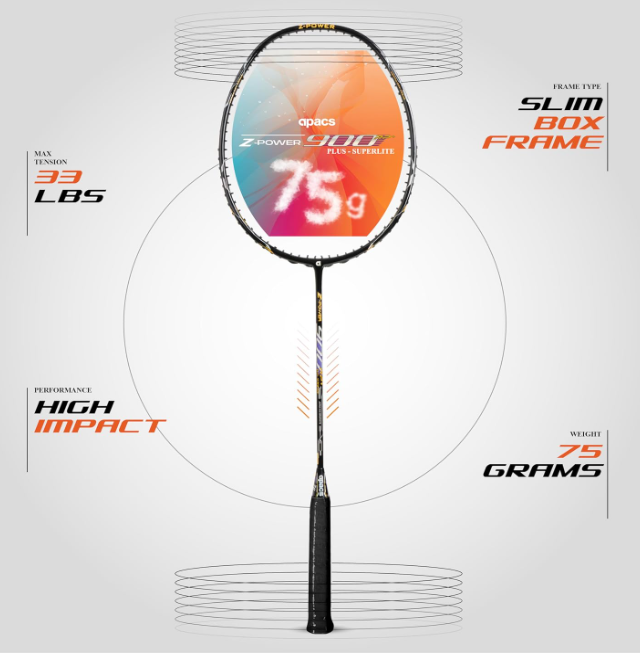 Z-POWER
FRAME TYPE
SLIM
BOX
FRAME
apacs
Z-POWER 900
PLUS - SUPERLITE
MAX
TENSION
33
LBS
75g
Z-POWER
PERFORMANCE
HIGH
IMPACT
WEIGHT
75
GRAMS